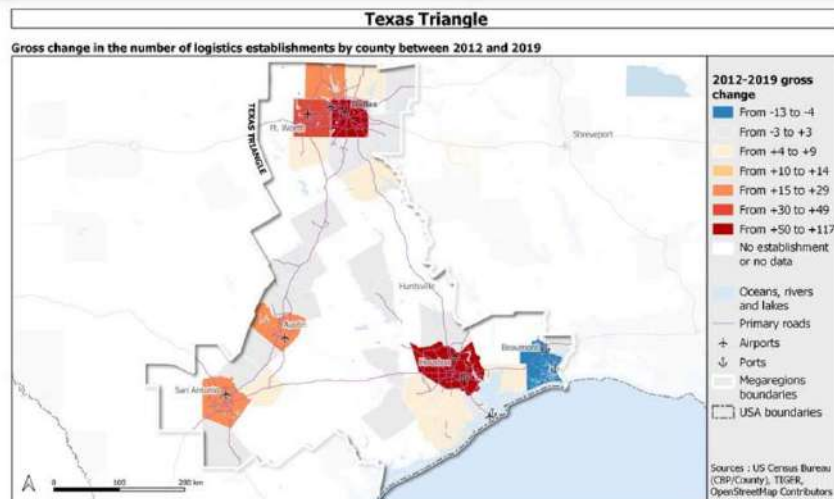 Texas Triangle
Gross change in the number of logistics establishments by county between 2012 and 2019
TEXAS TRIANGLE
Dallas
Ft. Worth
Shreveport
Huntsville
Austin
Beaumont
Houston
San Antonio
0 100 200 km
2012-2019 gross
change
From -13 to -4
From -3 to +3
From +4 to +9
From +10 to +14
From +15 to +29
From +30 to +49
From +50 to +117
No establishment
or no data
Oceans, rivers
and lakes
Primary roads
Airports
Ports
Megaregions
boundaries
USA boundaries
Sources : US Census Bureau
(CBP/County), TIGER,
OpenStreetMap Contributors